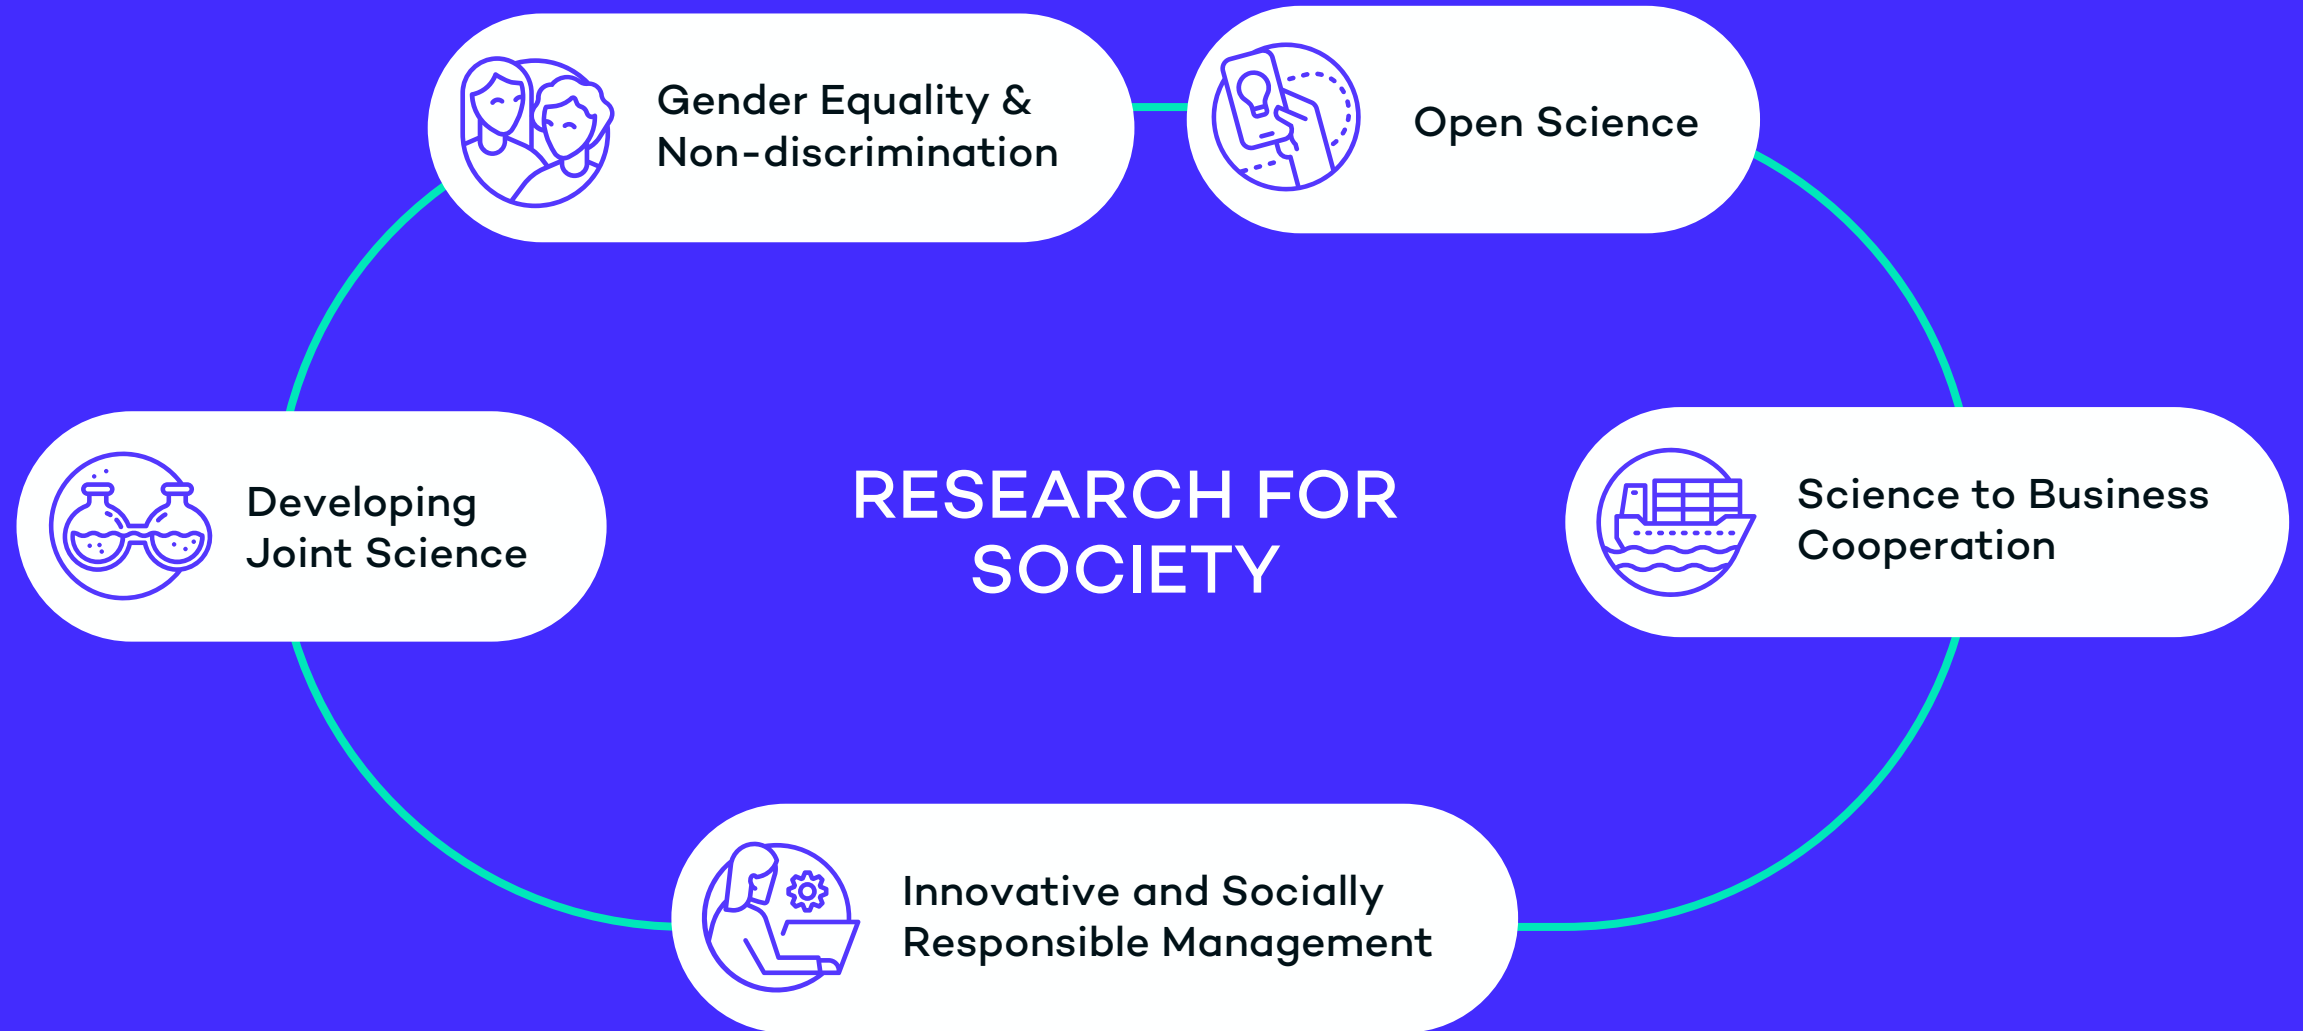 Gender Equality &
Non-discrimination
Open Science
Developing
Joint Science
RESEARCH FOR
SOCIETY
Science to Business
Cooperation
Innovative and Socially
Responsible Management